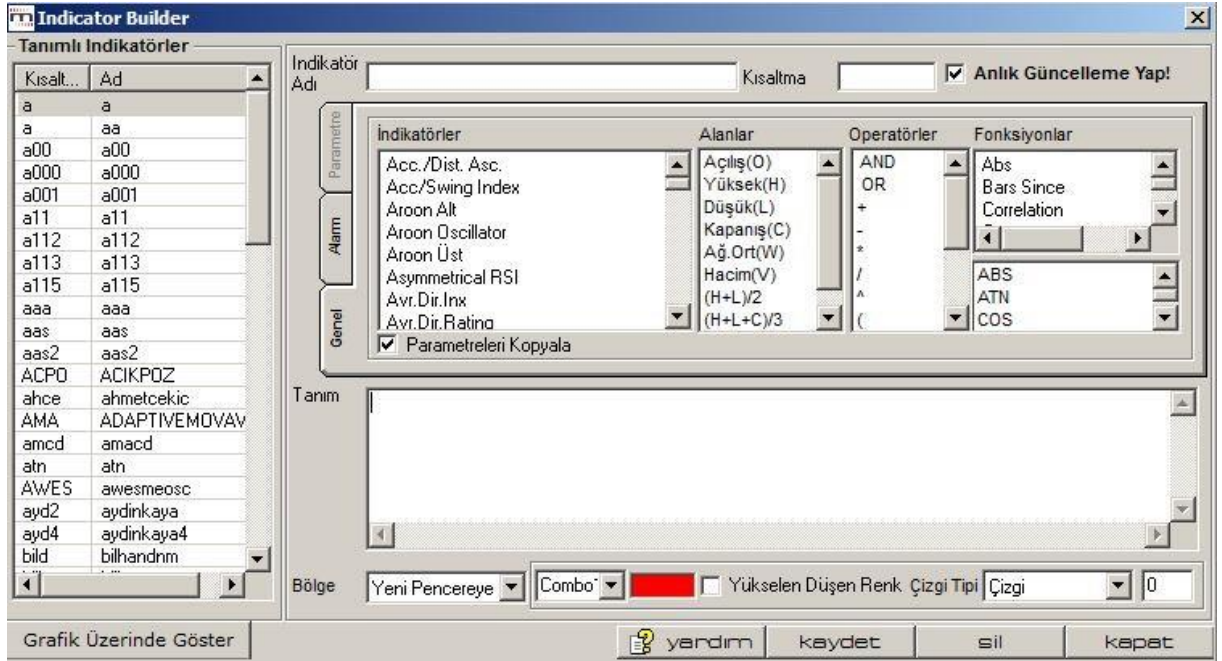 Indicator Builder
Tanımlı Indikatörler
Kısalt... Ad
a a
a aa
a00 a00
a000 a000
a001 a001
a11 a11
a112 a112
a113 a113
a115 a115
aaa aaa
aas aas
aas2 aas2
ACPO ACIKPOZ
ahce ahmetcekic
AMA ADAPTIVEMOVAV
amcd amacd
atn atn
AWES awesmeosc
ayd2 aydinkaya
ayd4 aydinkaya4
bild bilhandnm
Grafik Üzerinde Göster
Indikatör Adı
Kısaltma
Anlık Güncelleme Yap!
Parametre
Alarm
Genel
İndikatörler
Acc./Dist. Asc.
Acc/Swing Index
Aroon Alt
Aroon Oscillator
Aroon Üst
Asymmetrical RSI
Avr.Dir.Inx
Avr.Dir.Rating
Alanlar
Açılış(O)
Yüksek(H)
Düşük(L)
Kapanış(C)
Ağ.Ort(W)
Hacim(V)
(H+L)/2
(H+L+C)/3
Operatörler
AND
OR
+
-
*
/
^
(
Fonksiyonlar
Abs
Bars Since
Correlation
ABS
ATN
COS
Parametreleri Kopyala
Tanım
Bölge
Yeni Pencereye
Combo
Yükselen Düşen Renk
Çizgi Tipi
Çizgi
0
yardım
kaydet
sil
kapat